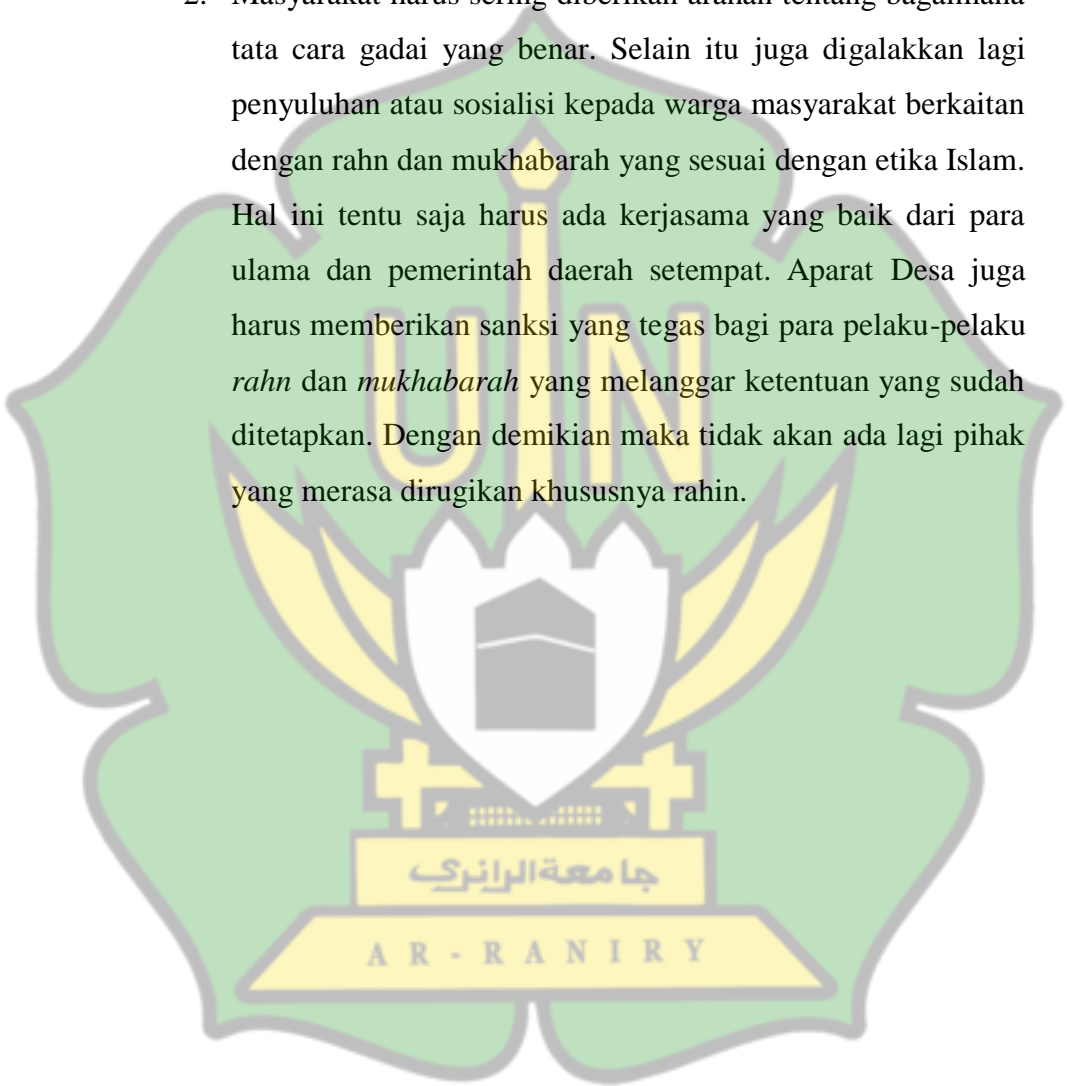 2. Masyarakat harus sering diberikan arahan tentang bagaimana
tata cara gadai yang benar. Selain itu juga digalakkan lagi
penyuluhan atau sosialisi kepada warga masyarakat berkaitan
dengan rahn dan mukhabarah yang sesuai dengan etika Islam.
Hal ini tentu saja harus ada kerjasama yang baik dari para
ulama dan pemerintah daerah setempat. Aparat Desa juga
harus memberikan sanksi yang tegas bagi para pelaku-pelaku
rahn dan mukhabarah yang melanggar ketentuan yang sudah
ditetapkan. Dengan demikian maka tidak akan ada lagi pihak
yang merasa dirugikan khususnya rahin.
UIN
جامعة الرانري
AR-RANIRY